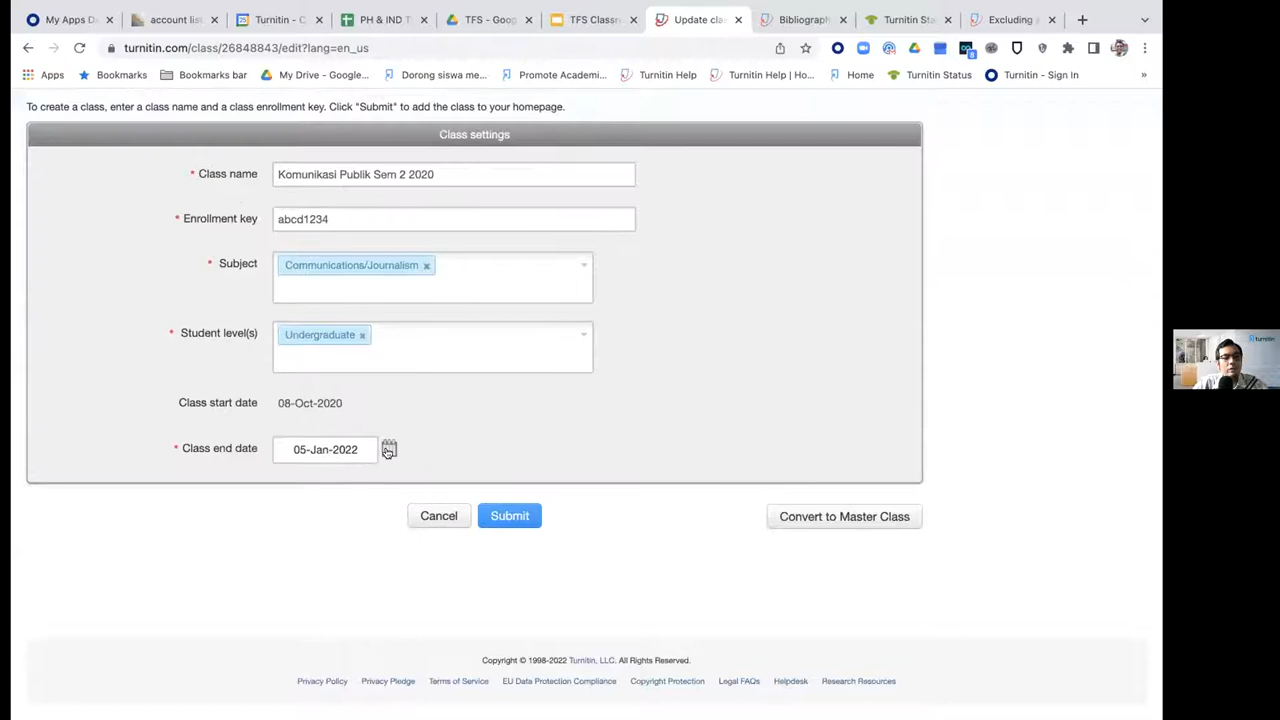 My Apps D
account lis
Turnitin - C
PH & IND T
TFS - Goo
TFS Classr
Update cla
Bibliograph
Turnitin Sta
Excluding
turnitin.com/class/26848843/edit?lang=en_us
8
Apps
Bookmarks
Bookmarks bar
My Drive - Google...
Dorong siswa me...
Promote Academi...
Turnitin Help
Turnitin Help | Ho...
Home
Turnitin Status
Turnitin - Sign In
»
To create a class, enter a class name and a class enrollment key. Click "Submit" to add the class to your homepage.
Class settings
* Class name
Komunikasi Publik Sem 2 2020
* Enrollment key
abcd1234
* Subject
Communications/Journalism x
* Student level(s)
Undergraduate x
Class start date
08-Oct-2020
* Class end date
05-Jan-2022
Cancel
Submit
Convert to Master Class
turnitin
Copyright © 1998-2022 Turnitin, LLC. All Rights Reserved.
Privacy Policy
Privacy Pledge
Terms of Service
EU Data Protection Compliance
Copyright Protection
Legal FAQs
Helpdesk
Research Resources